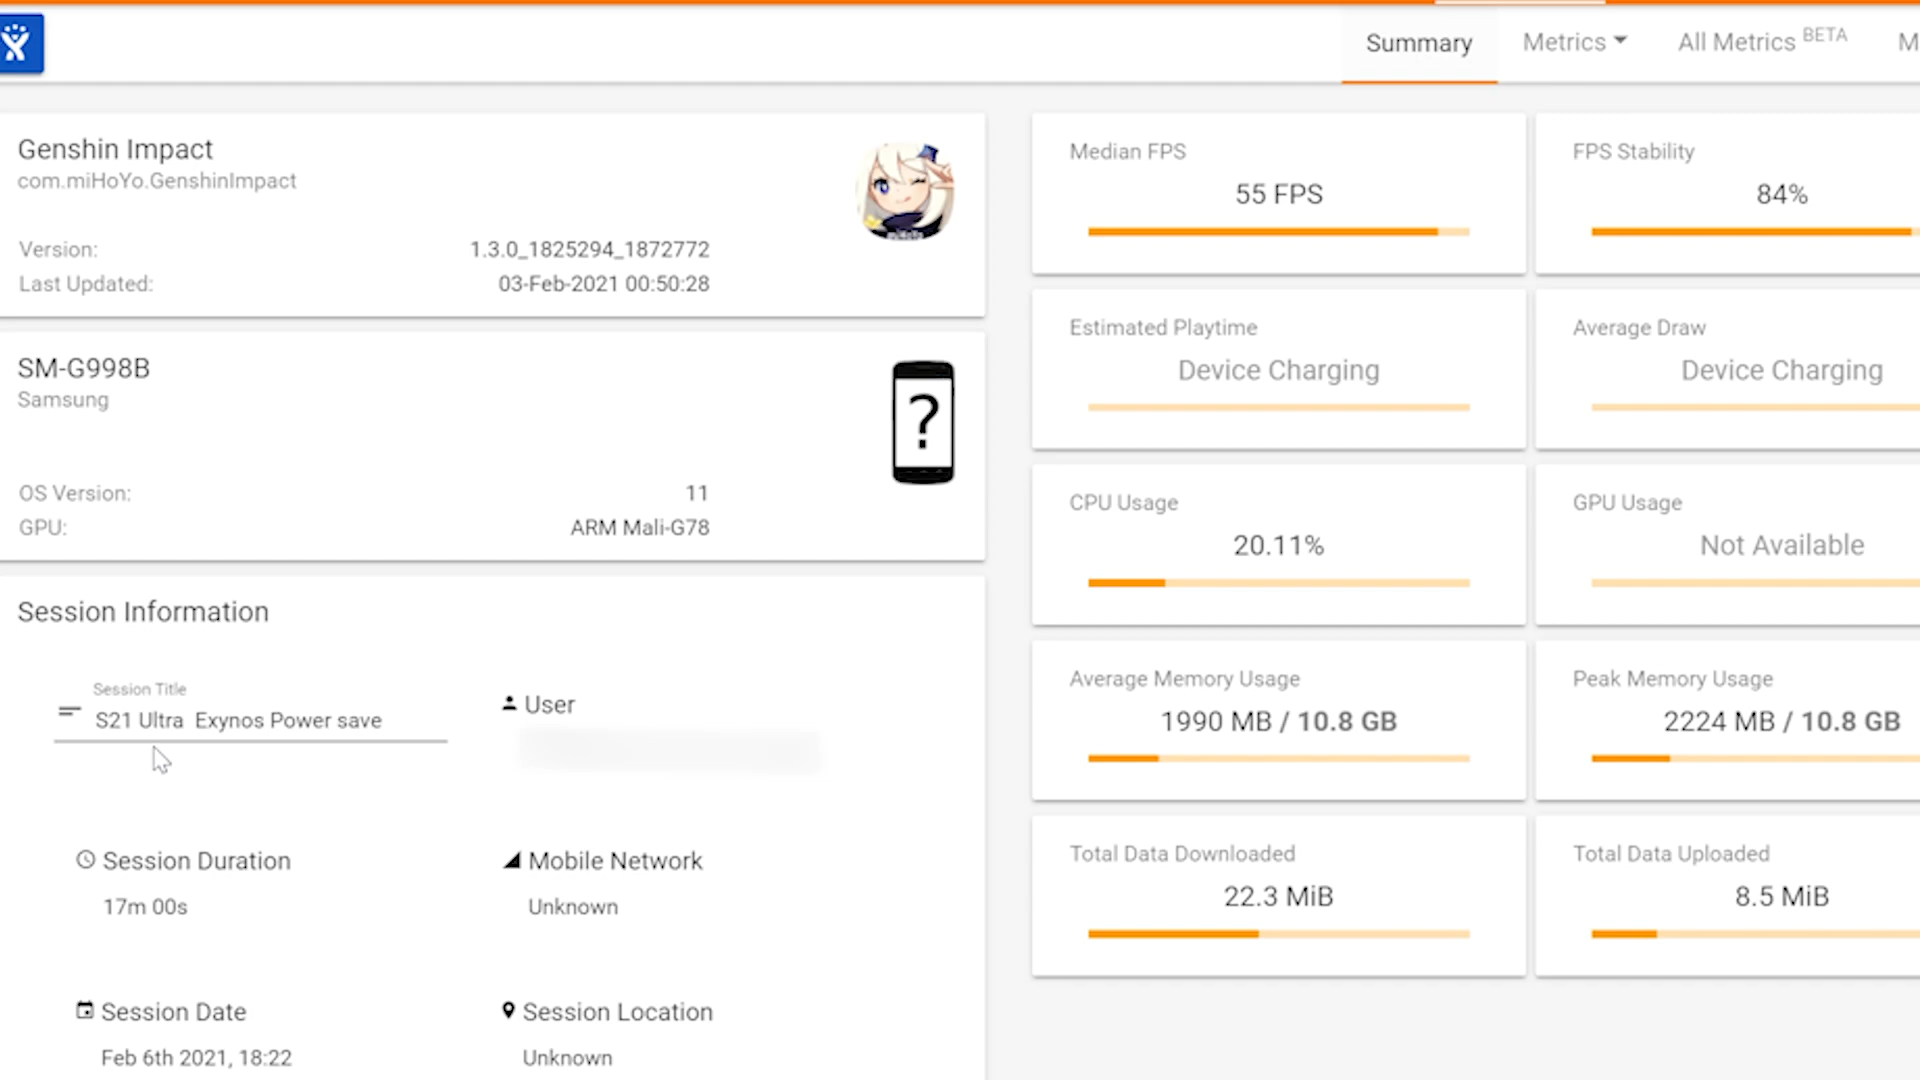 Summary
Metrics
All Metrics BETA
M
Genshin Impact
com.miHoYo.GenshinImpact
Version: 1.3.0_1825294_1872772
Last Updated: 03-Feb-2021 00:50:28
SM-G998B
Samsung
?
OS Version: 11
GPU: ARM Mali-G78
Session Information
Session Title
S21 Ultra Exynos Power save
User
Session Duration
17m 00s
Mobile Network
Unknown
Session Date
Feb 6th 2021, 18:22
Session Location
Unknown
Median FPS
55 FPS
FPS Stability
84%
Estimated Playtime
Device Charging
Average Draw
Device Charging
CPU Usage
20.11%
GPU Usage
Not Available
Average Memory Usage
1990 MB / 10.8 GB
Peak Memory Usage
2224 MB / 10.8 GB
Total Data Downloaded
22.3 MiB
Total Data Uploaded
8.5 MiB